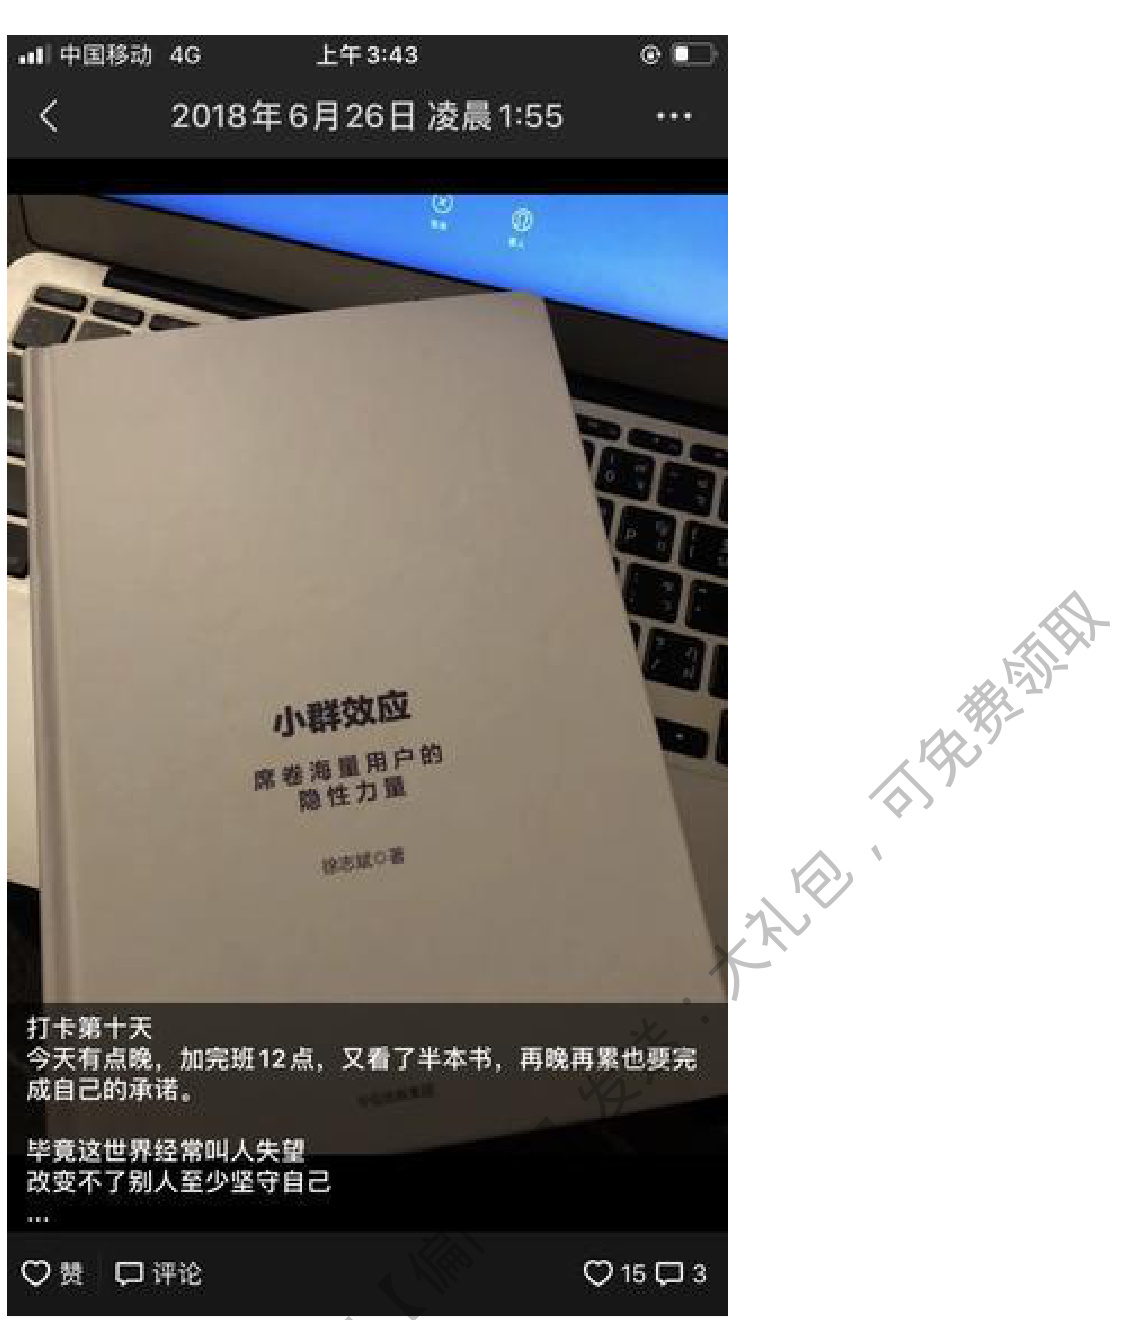 中国移动 4G 上午 3:43
2018年6月26日 凌晨1:55
小群效应
席卷海量用户的
隐性力量
徐志斌◎著
打卡第十天
今天有点晚，加完班12点，又看了半本书，再晚再累也要完
成自己的承诺。
毕竟这世界经常叫人失望
改变不了别人至少坚守自己
...
赞 评论 15 3
大礼包，可免费领取